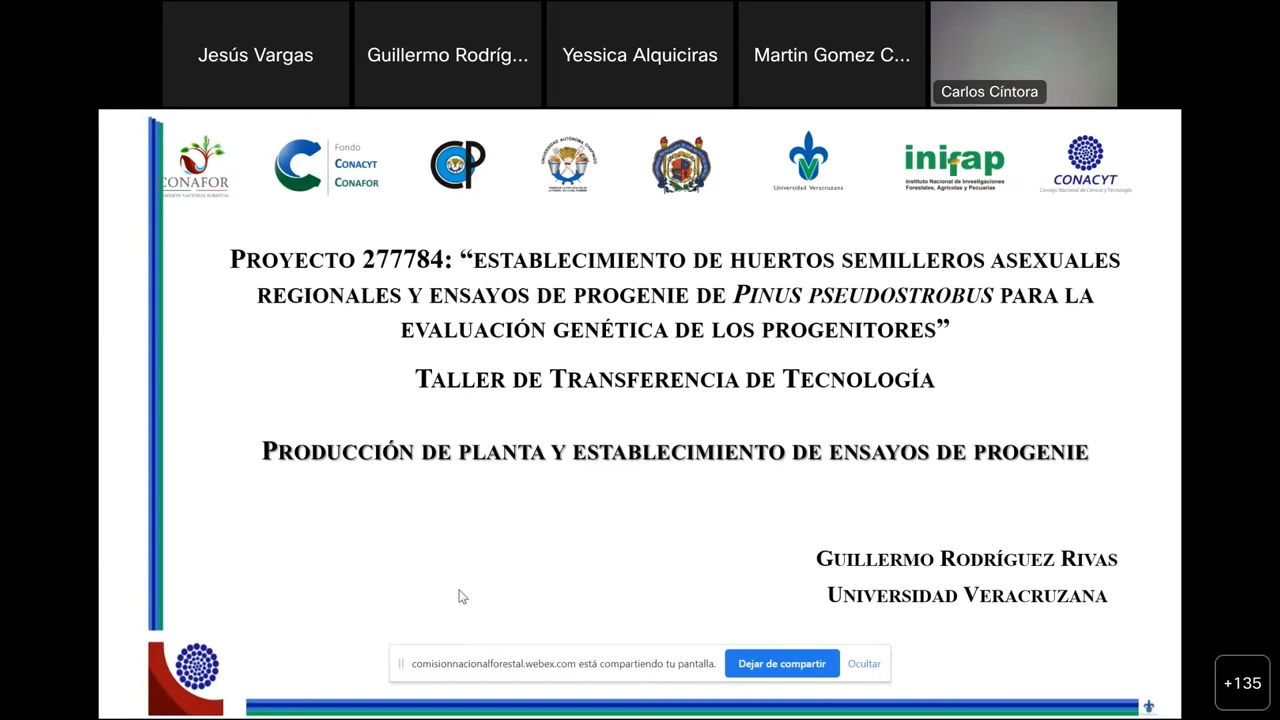 Jesús Vargas
Guillermo Rodríg...
Yessica Alquiciras
Martin Gomez C...
Carlos Cíntora
CONAFOR
Fondo
CONACYT
CONAFOR
CP
Universidad Veracruzana
inifap
Instituto Nacional de Investigaciones
Forestales, Agrícolas y Pecuarias
CONACYT
Consejo Nacional de Ciencia y Tecnología
PROYECTO 277784: “ESTABLECIMIENTO DE HUERTOS SEMILLEROS ASEXUALES
REGIONALES Y ENSAYOS DE PROGENIE DE PINUS PSEUDOSTROBUS PARA LA
EVALUACIÓN GENÉTICA DE LOS PROGENITORES”
TALLER DE TRANSFERENCIA DE TECNOLOGÍA
PRODUCCIÓN DE PLANTA Y ESTABLECIMIENTO DE ENSAYOS DE PROGENIE
GUILLERMO RODRÍGUEZ RIVAS
UNIVERSIDAD VERACRUZANA
comisionnacionalforestal.webex.com está compartiendo tu pantalla.
Dejar de compartir
Ocultar
+135